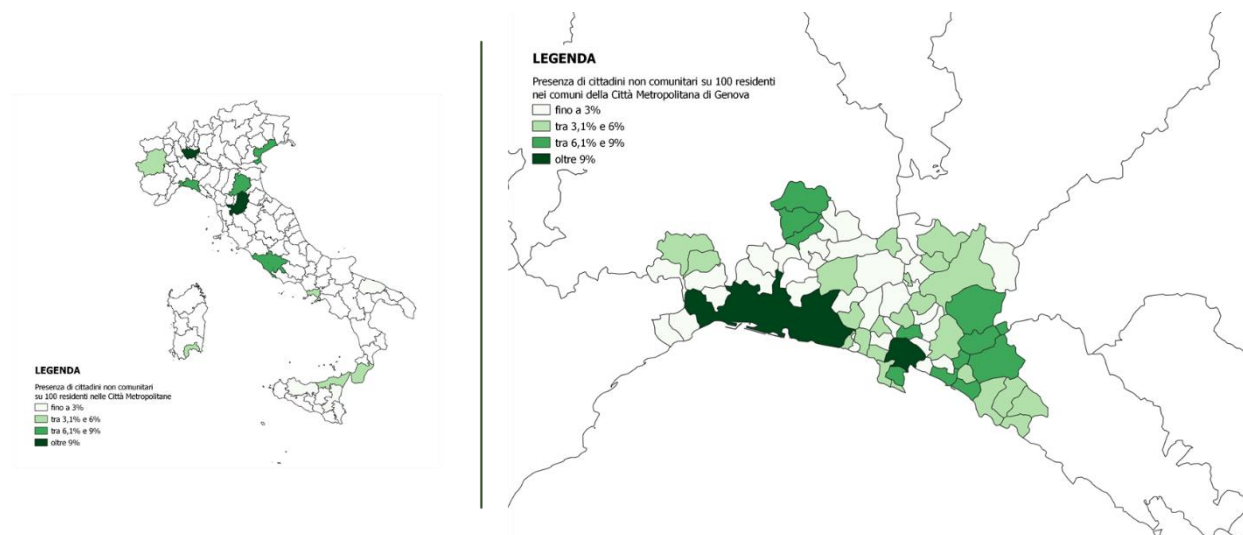 LEGENDA
Presenza di cittadini non comunitari
su 100 residenti nelle Città Metropolitane
fino a 3%
tra 3,1% e 6%
tra 6,1% e 9%
oltre 9%
LEGENDA
Presenza di cittadini non comunitari su 100 residenti
nei comuni della Città Metropolitana di Genova
fino a 3%
tra 3,1% e 6%
tra 6,1% e 9%
oltre 9%